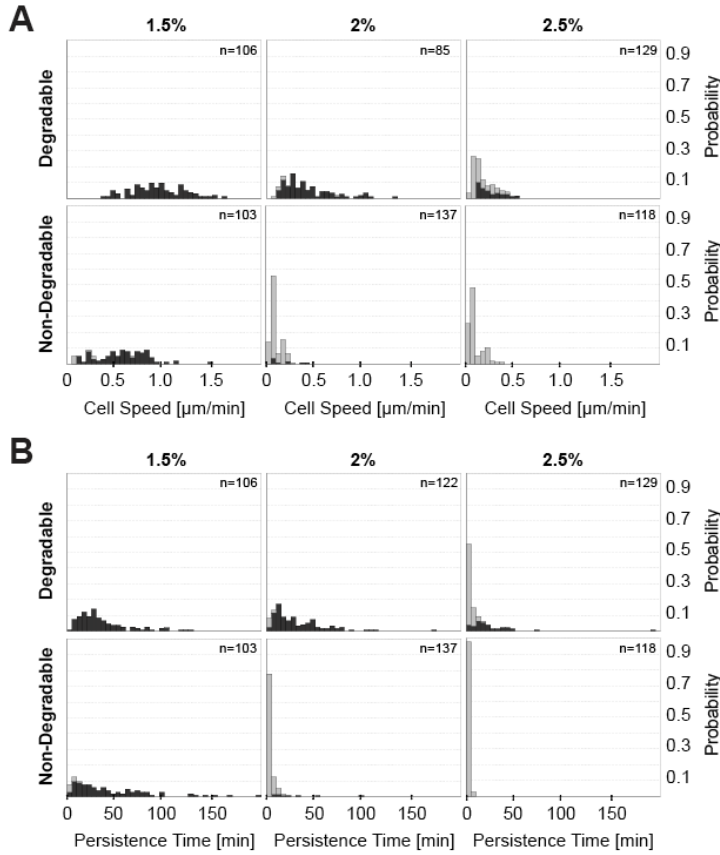 A
1.5% 2% 2.5%
Degradable n=106 n=85 n=129 0.9 0.7 0.5 0.3 0.1 Probability
Non-Degradable n=103 n=137 n=118 0.9 0.7 0.5 0.3 0.1 Probability
0 0.5 1.0 1.5 0 0.5 1.0 1.5 0 0.5 1.0 1.5
Cell Speed [µm/min] Cell Speed [µm/min] Cell Speed [µm/min]
B
1.5% 2% 2.5%
Degradable n=106 n=122 n=129 0.9 0.7 0.5 0.3 0.1 Probability
Non-Degradable n=103 n=137 n=118 0.9 0.7 0.5 0.3 0.1 Probability
0 50 100 150 0 50 100 150 0 50 100 150
Persistence Time [min] Persistence Time [min] Persistence Time [min]